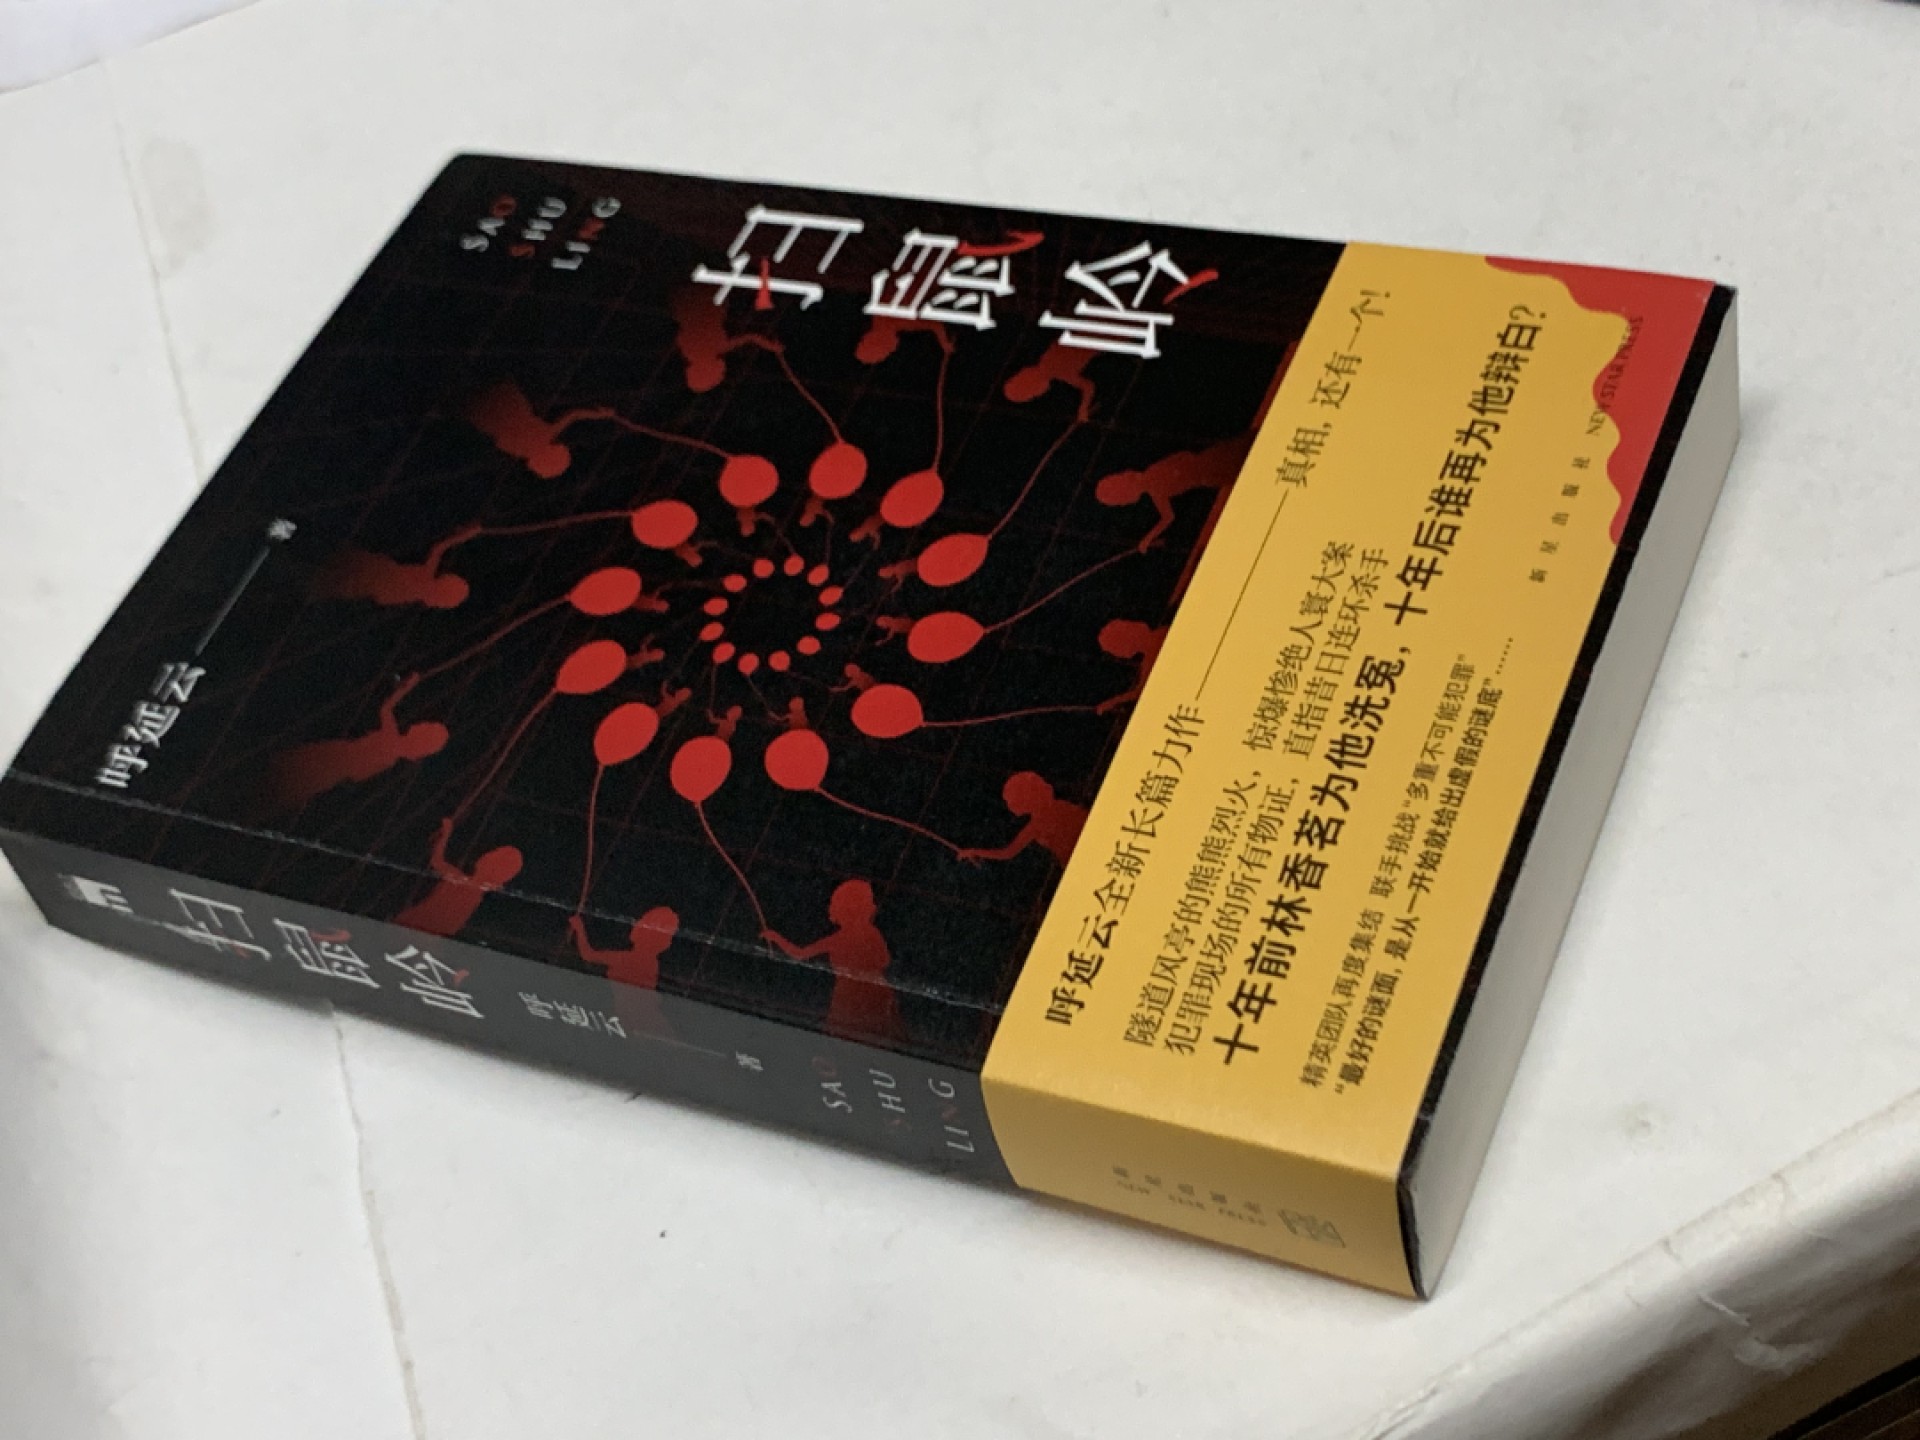 扫鼠岭
SAO
SHU
LING
呼延云 —— 著
呼延云全新长篇力作——真相，还有一个！
隧道风亭的熊熊烈火，惊爆惨绝人寰大案
犯罪现场的所有物证，直指昔日连环杀手
十年前林香茗为他洗冤，十年后谁再为他辩白？
精英团队再度集结 联手挑战“多重不可能犯罪”
“最好的谜面，是从一开始就给出虚假的谜底”……
新星出版社 NEW STAR PRESS
扫鼠岭
呼延云 —— 著
SAO
SHU
LING
新星出版社